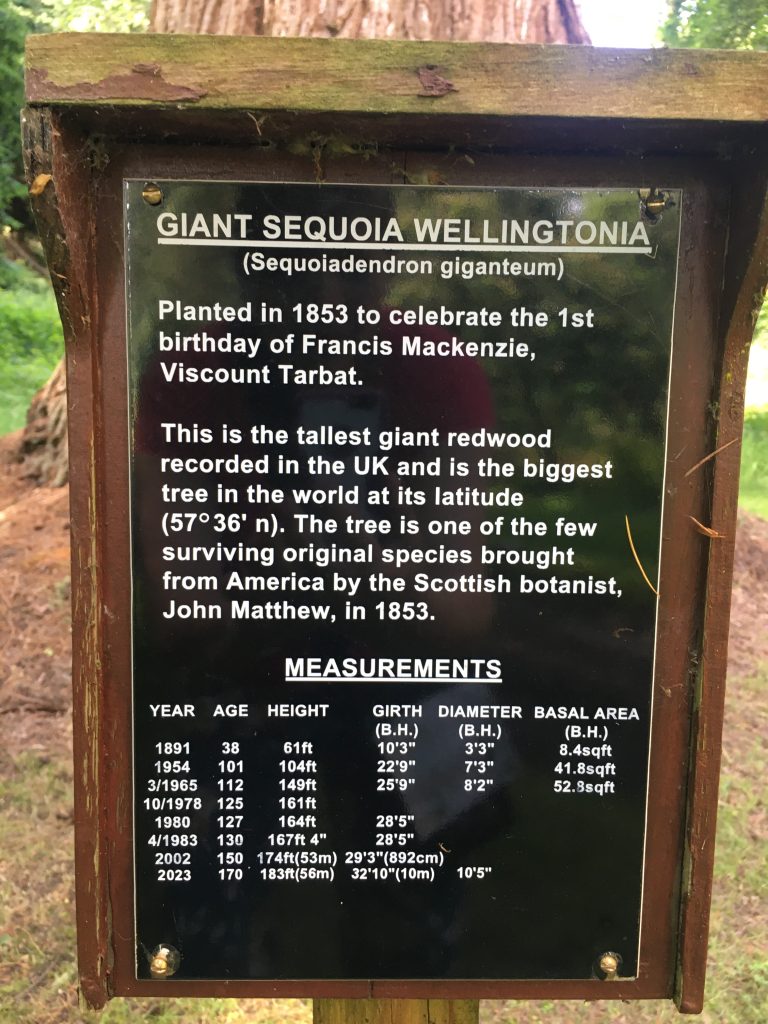 GIANT SEQUOIA WELLINGTONIA
(Sequoiadendron giganteum)
Planted in 1853 to celebrate the 1st
birthday of Francis Mackenzie,
Viscount Tarbat.
This is the tallest giant redwood
recorded in the UK and is the biggest
tree in the world at its latitude
(57°36' n). The tree is one of the few
surviving original species brought
from America by the Scottish botanist,
John Matthew, in 1853.
MEASUREMENTS
YEAR AGE HEIGHT GIRTH DIAMETER BASAL AREA
(B.H.) (B.H.) (B.H.)
1891 38 61ft 10'3" 3'3" 8.4sqft
1954 101 104ft 22'9" 7'3" 41.8sqft
3/1965 112 149ft 25'9" 8'2" 52.8sqft
10/1978 125 161ft
1980 127 164ft 28'5"
4/1983 130 167ft 4" 28'5"
2002 150 174ft(53m) 29'3"(892cm)
2023 170 183ft(56m) 32'10"(10m) 10'5"